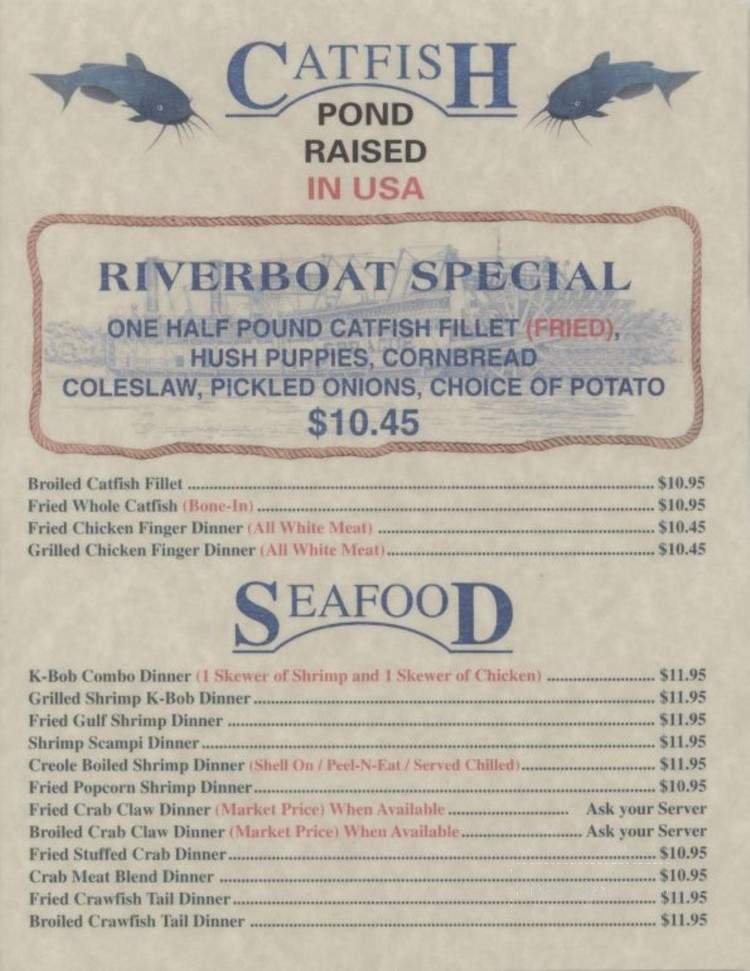 CATFISH
POND
RAISED
IN USA
RIVERBOAT SPECIAL
ONE HALF POUND CATFISH FILLET (FRIED),
HUSH PUPPIES, CORNBREAD
COLESLAW, PICKLED ONIONS, CHOICE OF POTATO
$10.45
Broiled Catfish Fillet ........ $10.95
Fried Whole Catfish (Bone-In) ........ $10.95
Fried Chicken Finger Dinner (All White Meat) ........ $10.45
Grilled Chicken Finger Dinner (All White Meat)........ $10.45
SEAFOOD
K-Bob Combo Dinner (1 Skewer of Shrimp and 1 Skewer of Chicken) ........ $11.95
Grilled Shrimp K-Bob Dinner........ $11.95
Fried Gulf Shrimp Dinner ........ $11.95
Shrimp Scampi Dinner........ $11.95
Creole Boiled Shrimp Dinner (Shell On / Peel-N-Eat / Served Chilled)........ $11.95
Fried Popcorn Shrimp Dinner........ $10.95
Fried Crab Claw Dinner (Market Price) When Available ........ Ask your Server
Broiled Crab Claw Dinner (Market Price) When Available........ Ask your Server
Fried Stuffed Crab Dinner........ $10.95
Crab Meat Blend Dinner ........ $10.95
Fried Crawfish Tail Dinner........ $11.95
Broiled Crawfish Tail Dinner ........ $11.95